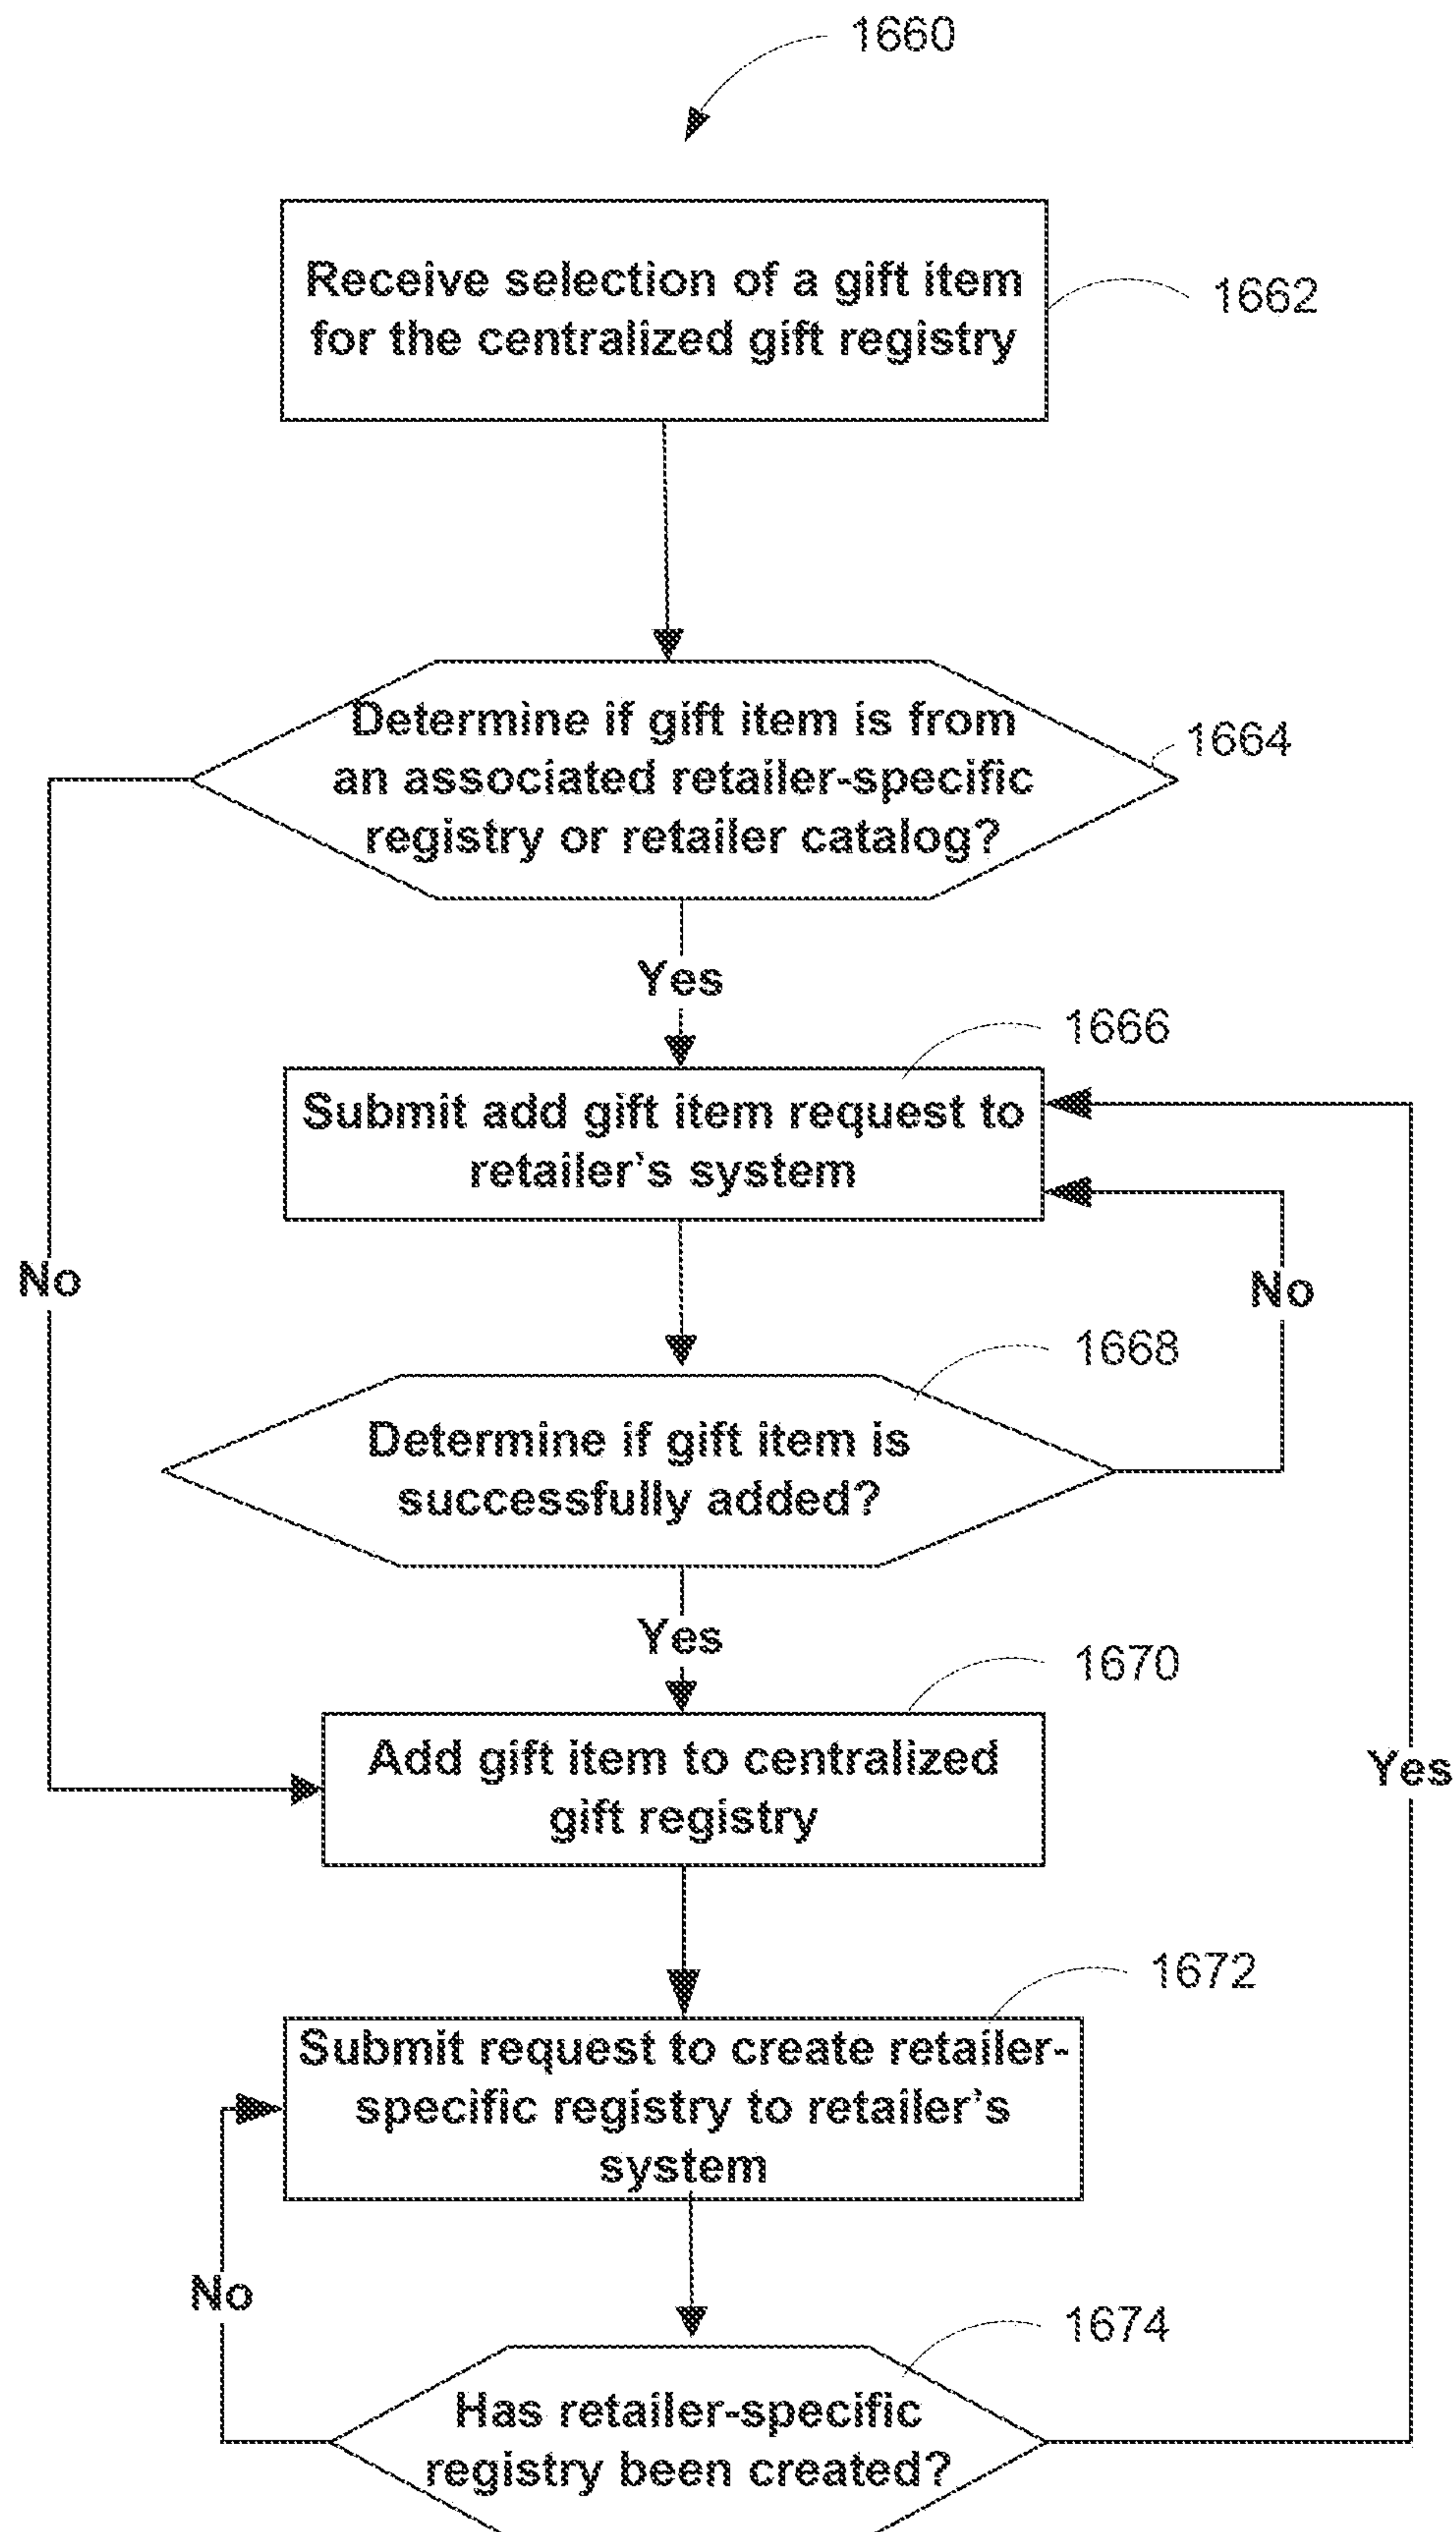 1660
Receive selection of a gift item
for the centralized gift registry
1662
Determine if gift item is from
an associated retailer-specific
registry or retailer catalog?
1664
Yes
1666
Submit add gift item request to
retailer's system
No
No
1668
Determine if gift item is
successfully added?
Yes
1670
Add gift item to centralized
gift registry
Yes
1672
Submit request to create retailer-
specific registry to retailer's
system
No
1674
Has retailer-specific
registry been created?